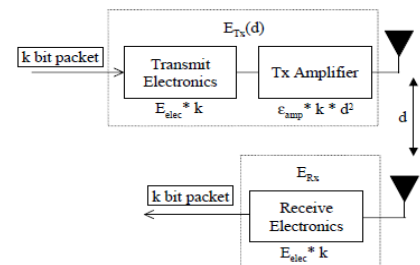 E_Tx(d)
k bit packet
Transmit
Electronics
Tx Amplifier
E_elec * k
ε_amp * k * d²
d
E_Rx
k bit packet
Receive
Electronics
E_elec * k